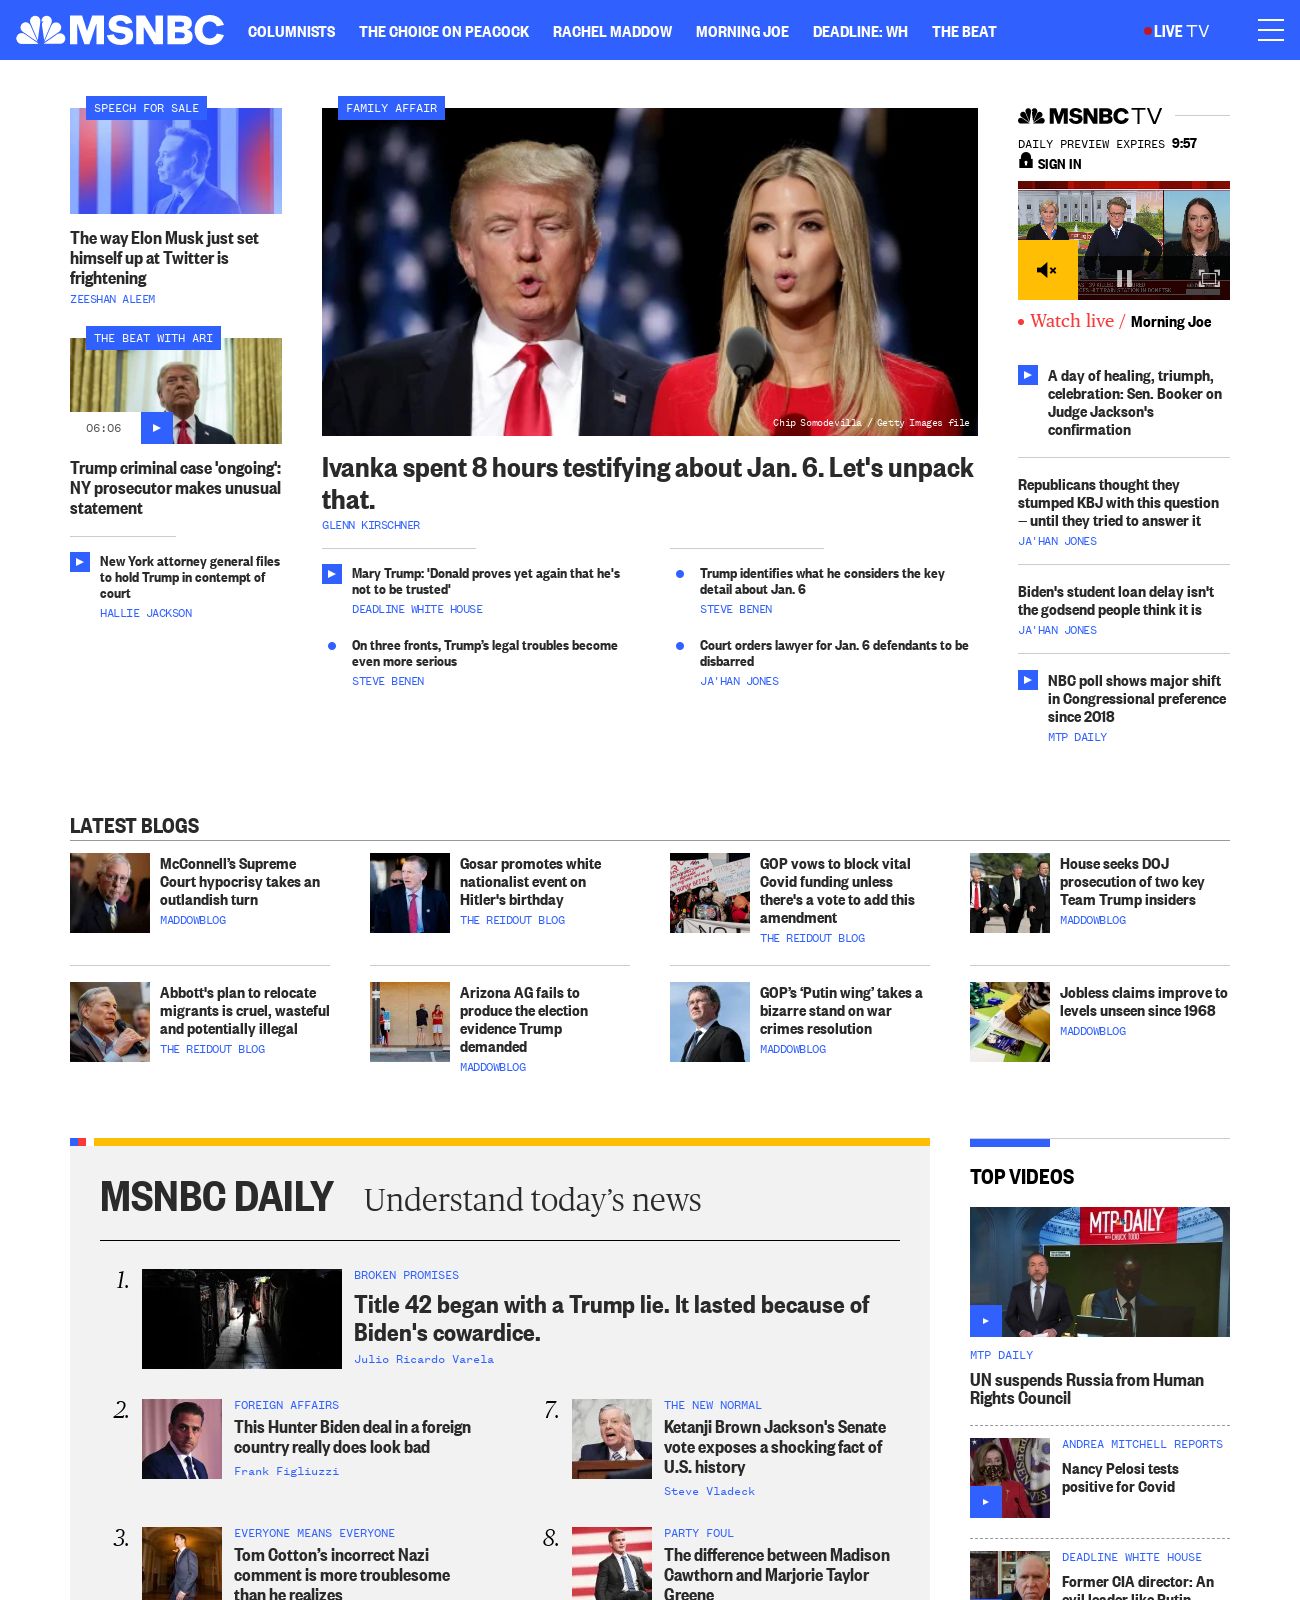 MSNBC
COLUMNISTS
THE CHOICE ON PEACOCK
RACHEL MADDOW
MORNING JOE
DEADLINE: WH
THE BEAT
LIVE TV
SPEECH FOR SALE
The way Elon Musk just set
himself up at Twitter is
frightening
ZEESHAN ALEEM
THE BEAT WITH ARI
06:06
Trump criminal case 'ongoing':
NY prosecutor makes unusual
statement
New York attorney general files
to hold Trump in contempt of
court
HALLIE JACKSON
FAMILY AFFAIR
Chip Somodevilla / Getty Images file
Ivanka spent 8 hours testifying about Jan. 6. Let's unpack
that.
GLENN KIRSCHNER
Mary Trump: 'Donald proves yet again that he's
not to be trusted'
DEADLINE WHITE HOUSE
On three fronts, Trump’s legal troubles become
even more serious
STEVE BENEN
Trump identifies what he considers the key
detail about Jan. 6
STEVE BENEN
Court orders lawyer for Jan. 6 defendants to be
disbarred
JA'HAN JONES
MSNBC TV
DAILY PREVIEW EXPIRES 9:57
SIGN IN
Watch live / Morning Joe
A day of healing, triumph,
celebration: Sen. Booker on
Judge Jackson's
confirmation
Republicans thought they
stumped KBJ with this question
— until they tried to answer it
JA'HAN JONES
Biden's student loan delay isn't
the godsend people think it is
JA'HAN JONES
NBC poll shows major shift
in Congressional preference
since 2018
MTP DAILY
LATEST BLOGS
McConnell’s Supreme
Court hypocrisy takes an
outlandish turn
MADDOWBLOG
Gosar promotes white
nationalist event on
Hitler's birthday
THE REIDOUT BLOG
GOP vows to block vital
Covid funding unless
there's a vote to add this
amendment
THE REIDOUT BLOG
House seeks DOJ
prosecution of two key
Team Trump insiders
MADDOWBLOG
Abbott's plan to relocate
migrants is cruel, wasteful
and potentially illegal
THE REIDOUT BLOG
Arizona AG fails to
produce the election
evidence Trump
demanded
MADDOWBLOG
GOP’s ‘Putin wing’ takes a
bizarre stand on war
crimes resolution
MADDOWBLOG
Jobless claims improve to
levels unseen since 1968
MADDOWBLOG
MSNBC DAILY
Understand today’s news
1.
BROKEN PROMISES
Title 42 began with a Trump lie. It lasted because of
Biden's cowardice.
Julio Ricardo Varela
2.
FOREIGN AFFAIRS
This Hunter Biden deal in a foreign
country really does look bad
Frank Figliuzzi
3.
EVERYONE MEANS EVERYONE
Tom Cotton’s incorrect Nazi
comment is more troublesome
than he realizes
7.
THE NEW NORMAL
Ketanji Brown Jackson's Senate
vote exposes a shocking fact of
U.S. history
Steve Vladeck
8.
PARTY FOUL
The difference between Madison
Cawthorn and Marjorie Taylor
Greene
TOP VIDEOS
MTP DAILY
WITH CHUCK TODD
MTP DAILY
UN suspends Russia from Human
Rights Council
ANDREA MITCHELL REPORTS
Nancy Pelosi tests
positive for Covid
DEADLINE WHITE HOUSE
Former CIA director: An
evil leader like Putin